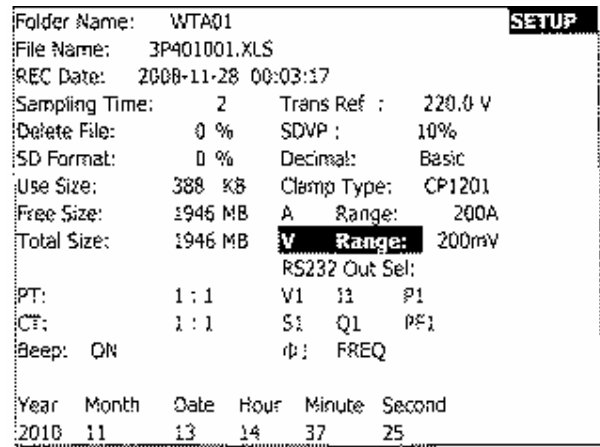 Folder Name: WTA01 SETUP
File Name: 3P401001.XLS
REC Date: 2008-11-28 00:03:17
Sampling Time: 2 Trans Ref : 220.0 V
Delete File: 0 % SDVP : 10%
SD Format: 0 % Decimal: Basic
Use Size: 388 KB Clamp Type: CP1201
Free Size: 1946 MB A Range: 200A
Total Size: 1946 MB V Range: 200mV
RS232 Out Sel:
PT: 1 : 1 V1 I1 P1
CT: 1 : 1 S1 Q1 PF1
Beep: ON Φ1 FREQ
Year Month Date Hour Minute Second
2010 11 13 14 37 25